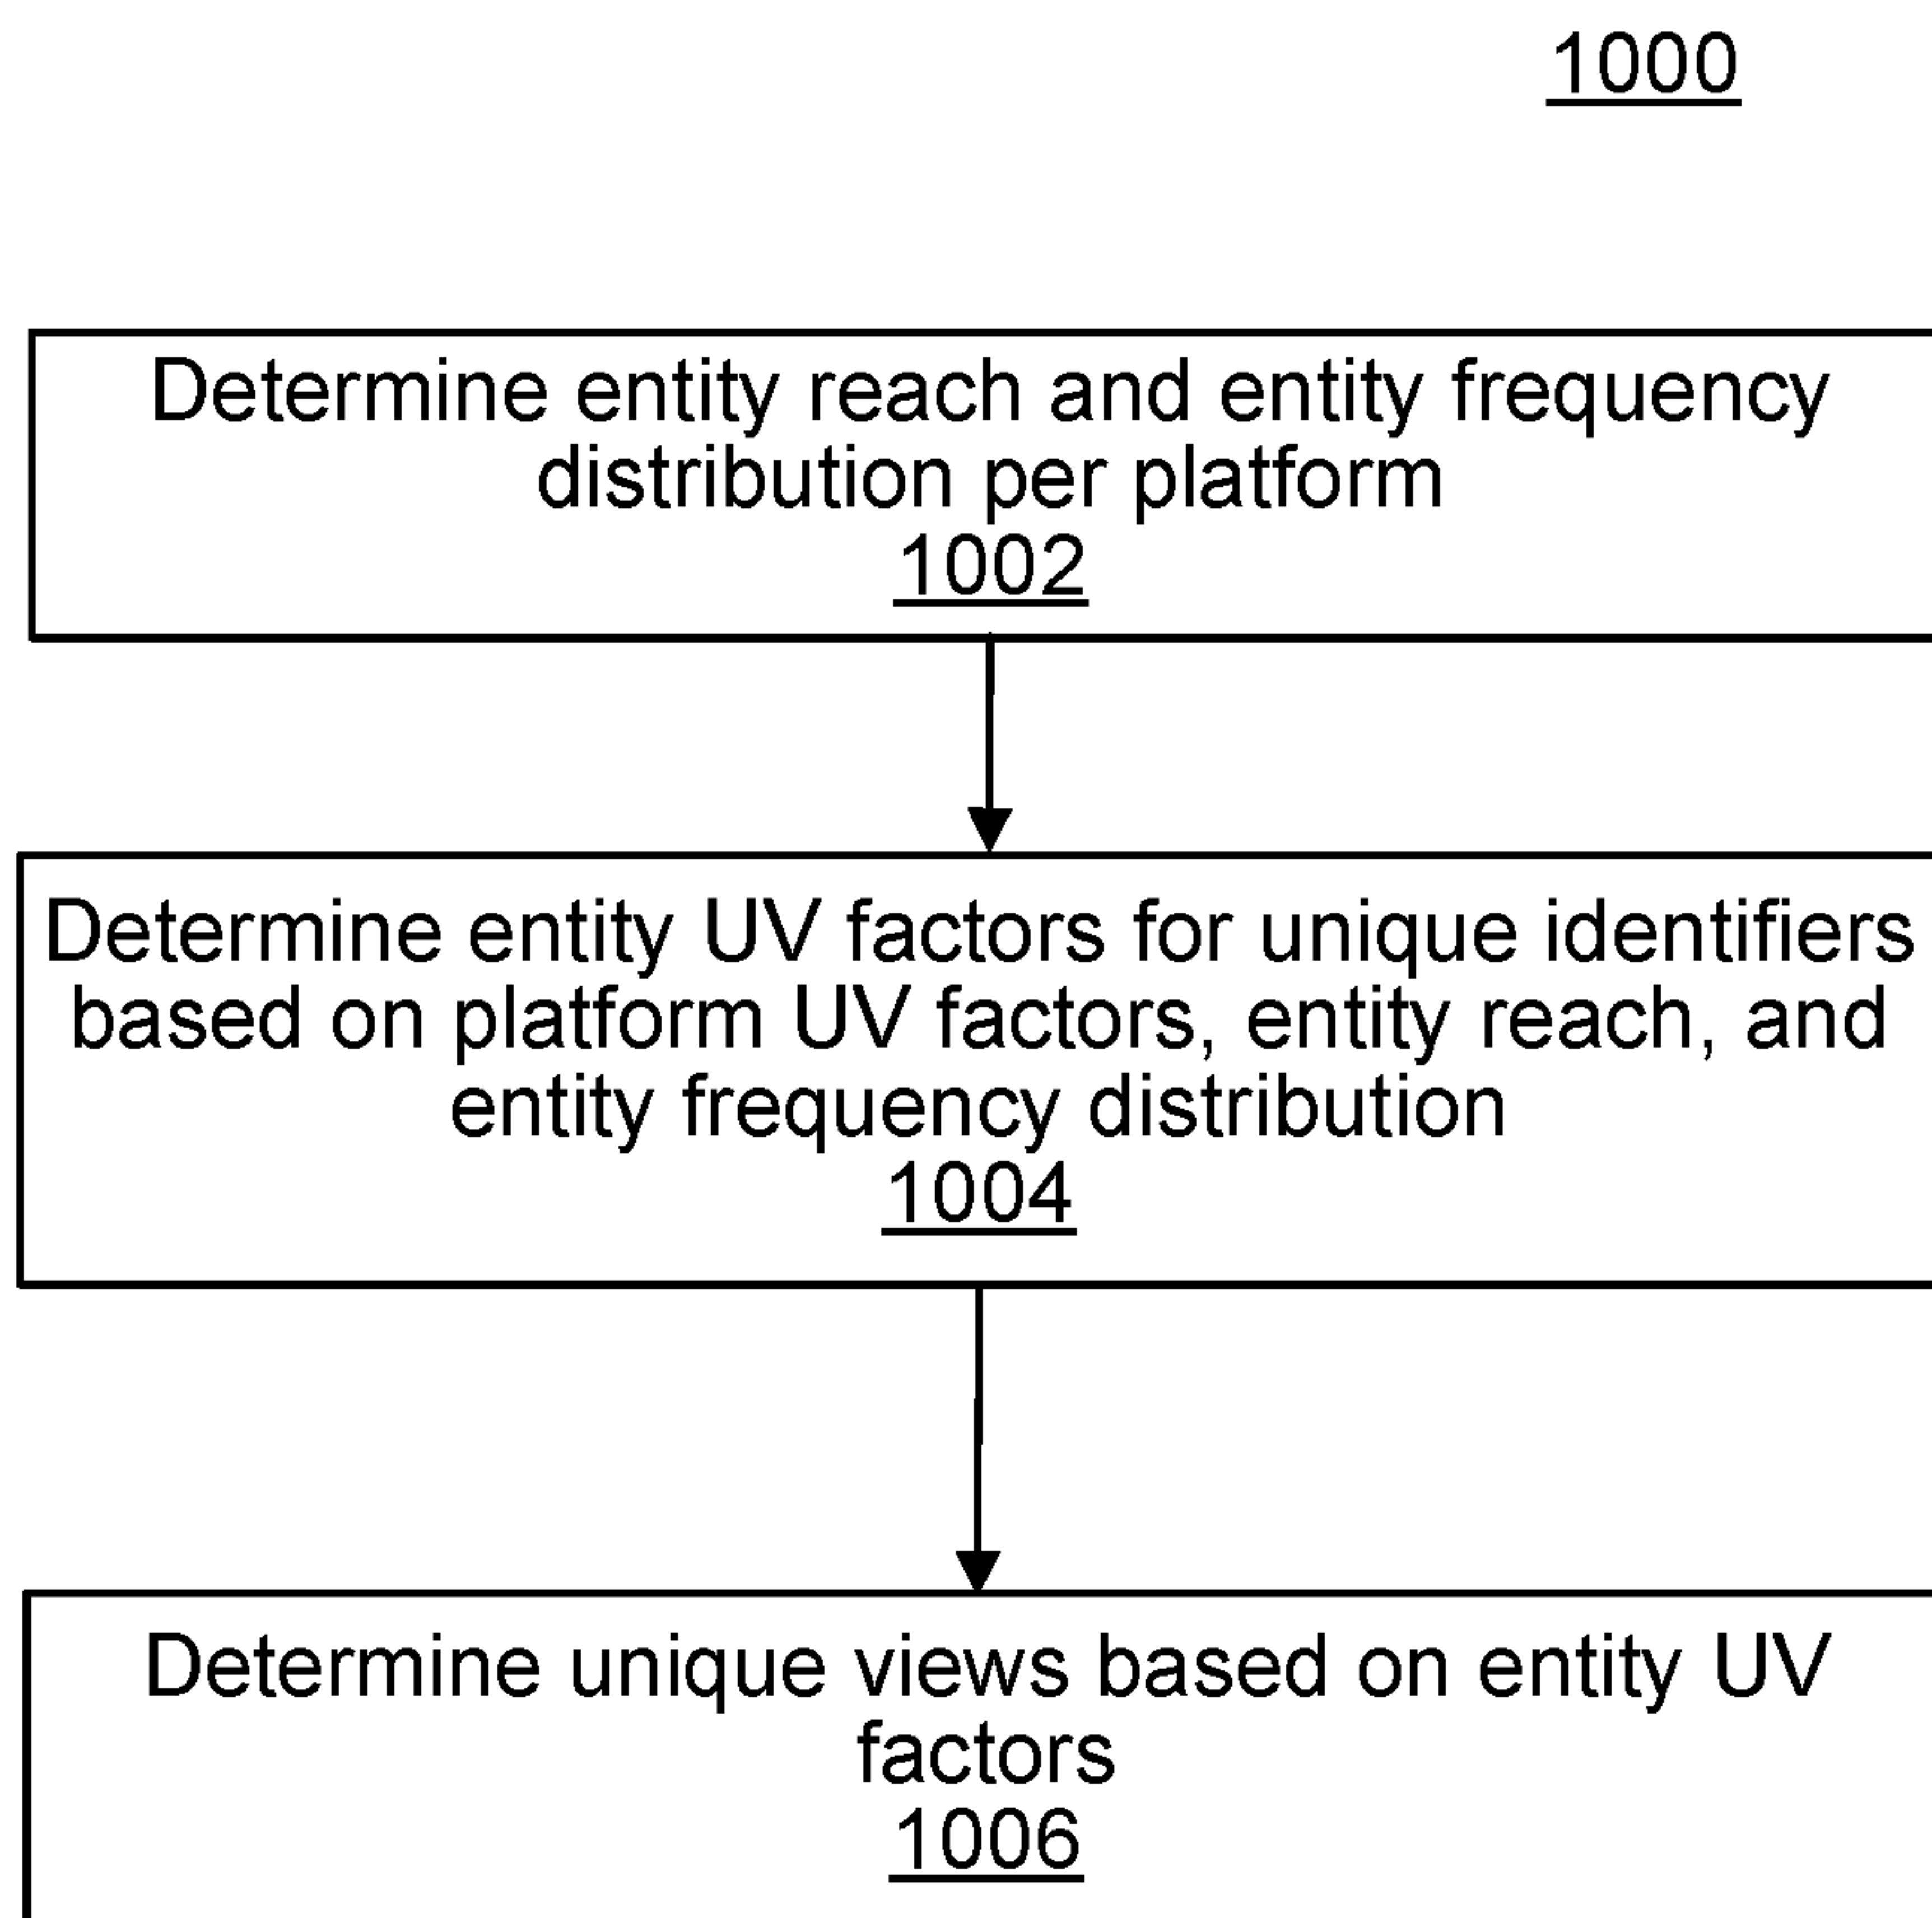 1000
Determine entity reach and entity frequency
distribution per platform
1002
Determine entity UV factors for unique identifiers
based on platform UV factors, entity reach, and
entity frequency distribution
1004
Determine unique views based on entity UV
factors
1006